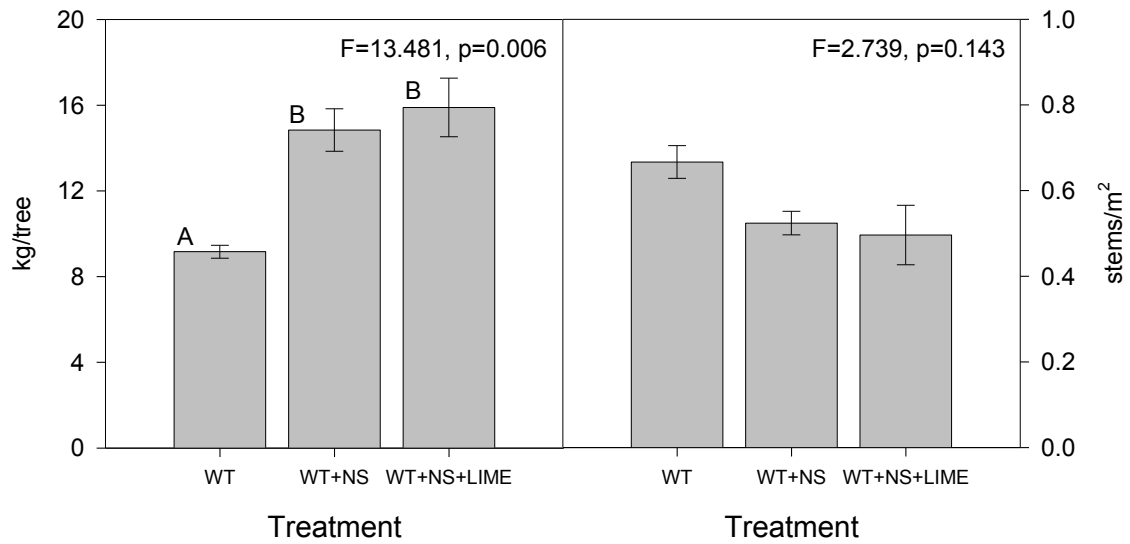 20
16
12
8
4
0
kg/tree
F=13.481, p=0.006
A
B
B
WT
WT+NS
WT+NS+LIME
Treatment
F=2.739, p=0.143
WT
WT+NS
WT+NS+LIME
Treatment
1.0
0.8
0.6
0.4
0.2
0.0
stems/m²